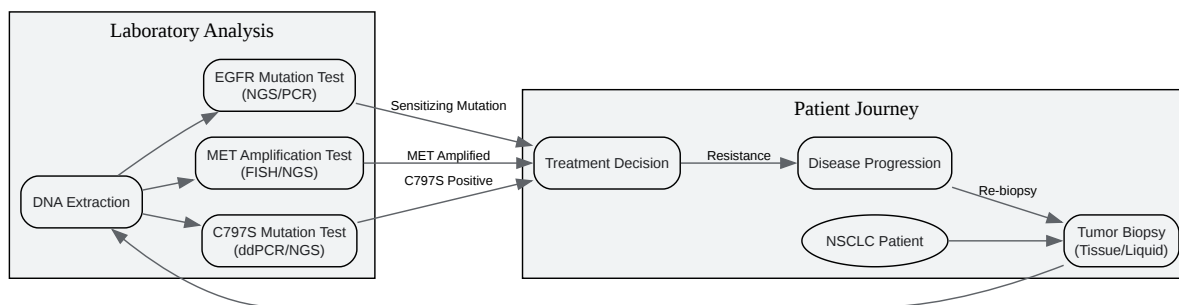 Laboratory Analysis
EGFR Mutation Test
(NGS/PCR)
Sensitizing Mutation
Patient Journey
MET Amplification Test
(FISH/NGS)
MET Amplified
Treatment Decision
Resistance
Disease Progression
C797S Positive
Re-biopsy
DNA Extraction
C797S Mutation Test
(ddPCR/NGS)
NSCLC Patient
Tumor Biopsy
(Tissue/Liquid)